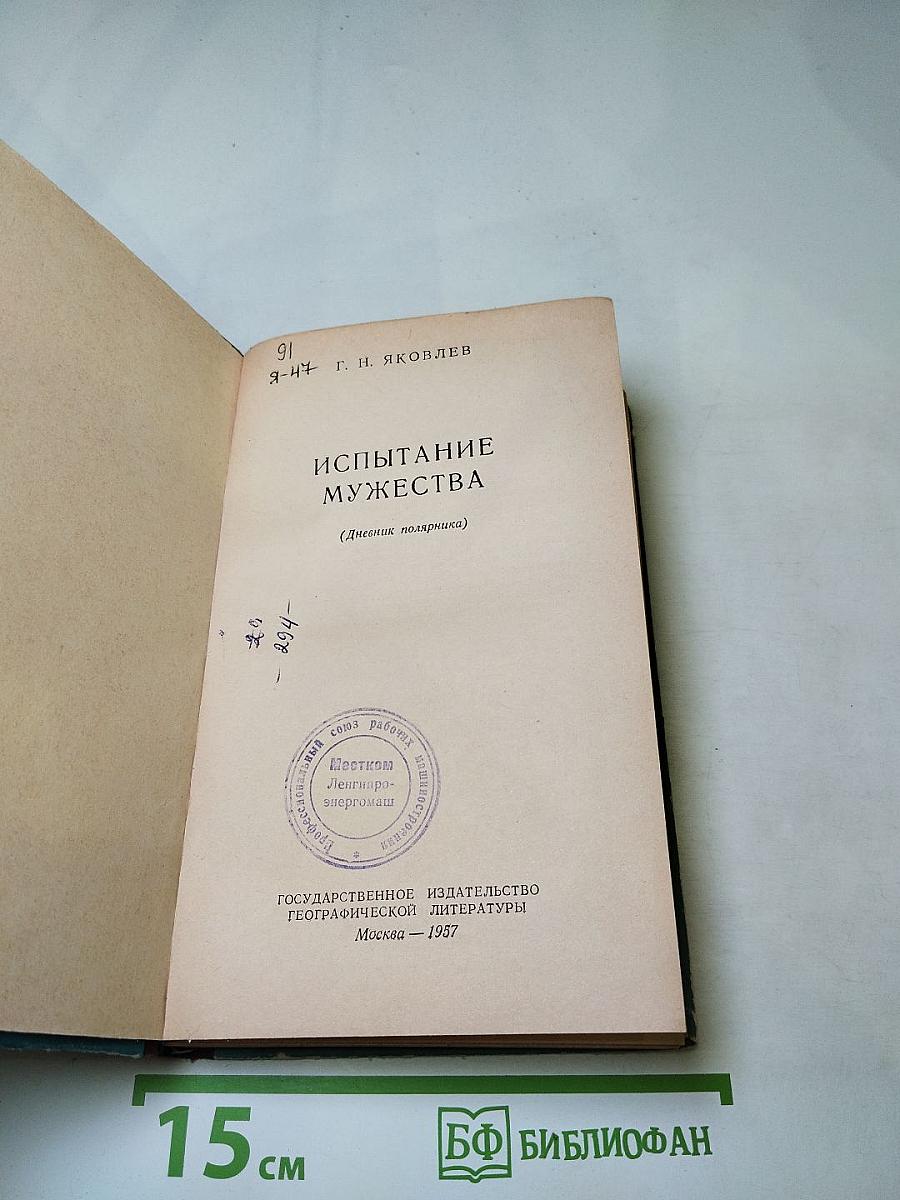 91
Я-47
Г. Н. ЯКОВЛЕВ
ИСПЫТАНИЕ
МУЖЕСТВА
(Дневник полярника)
- 294-
Профессиональный союз рабочих машиностроения
Местком
Ленгипро-
энергомаш
ГОСУДАРСТВЕННОЕ ИЗДАТЕЛЬСТВО
ГЕОГРАФИЧЕСКОЙ ЛИТЕРАТУРЫ
Москва — 1957
15 см
БФ БИБЛИОФАН